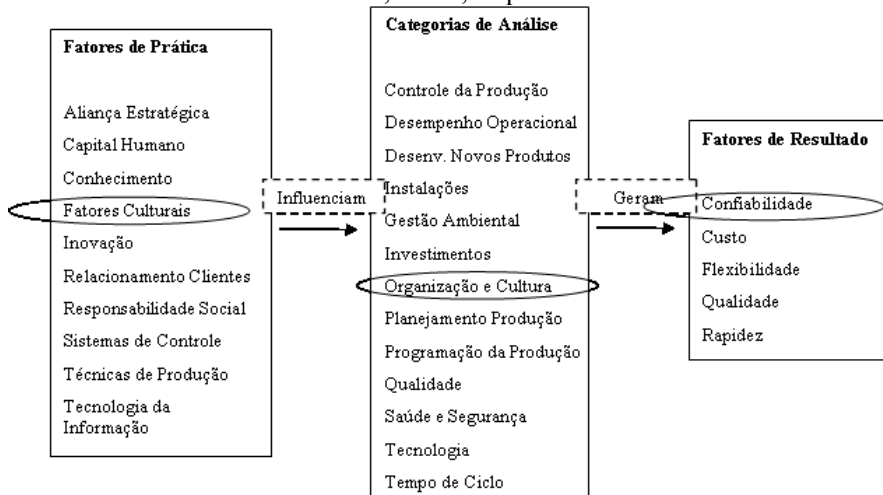 Fatores de Prática
Aliança Estratégica
Capital Humano
Conhecimento
Fatores Culturais
Inovação
Relacionamento Clientes
Responsabilidade Social
Sistemas de Controle
Técnicas de Produção
Tecnologia da
Informação
Influenciam
Categorias de Análise
Controle da Produção
Desempenho Operacional
Desenv. Novos Produtos
Instalações
Gestão Ambiental
Investimentos
Organização e Cultura
Planejamento Produção
Programação da Produção
Qualidade
Saúde e Segurança
Tecnologia
Tempo de Ciclo
Geram
Fatores de Resultado
Confiabilidade
Custo
Flexibilidade
Qualidade
Rapidez